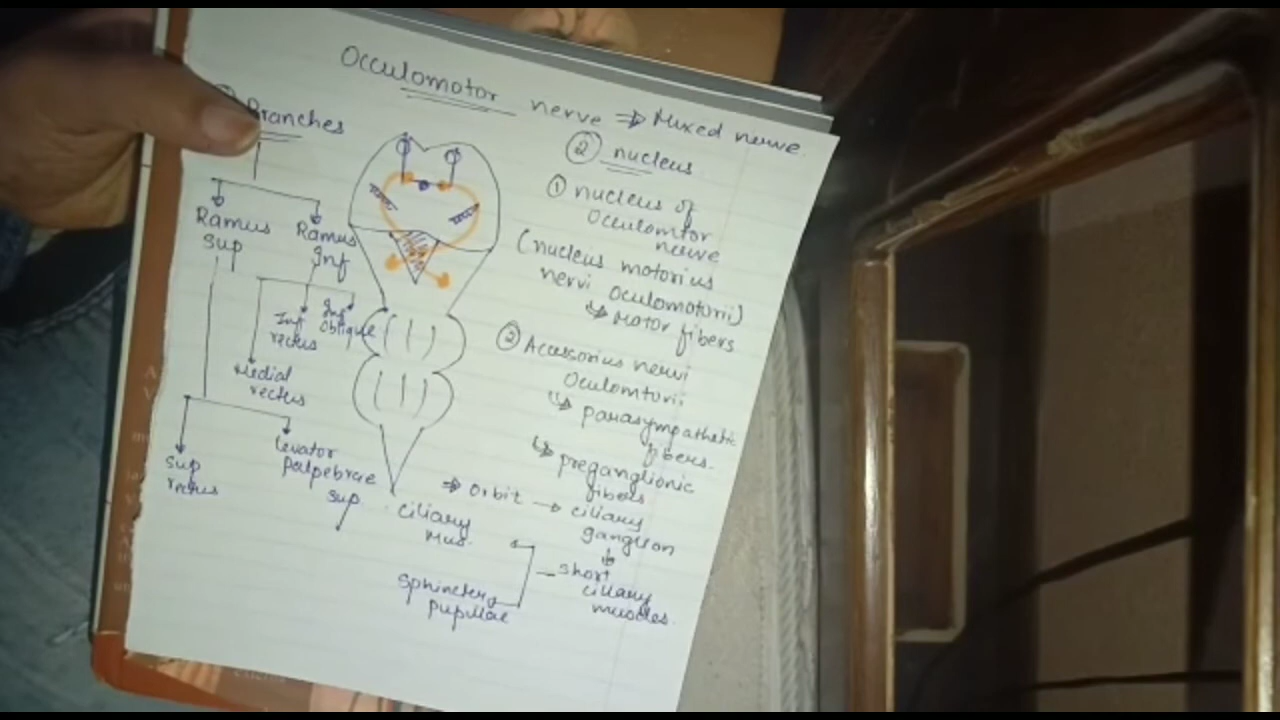 Occulomotor nerve ⇒ Mixed nerve.
Branches
Ramus
Sup
Ramus
Inf
Inf
rectus
Inf
Oblique
Medial
rectus
Sup
rectus
Levator
palpebrae
sup
② nucleus
① nucleus of
Occulomtor
nerve
(nucleus motorius
nervi Oculomotorii)
↳ Motor fibers
② Accessorius nervi
Oculomtorii
↳ parasympathetic
fibers.
↳ preganglionic
fibers
⇒ Orbit → ciliary
ganglion
↓
short
ciliary
muscles.
ciliary
Mus.
Sphincter
pupillae